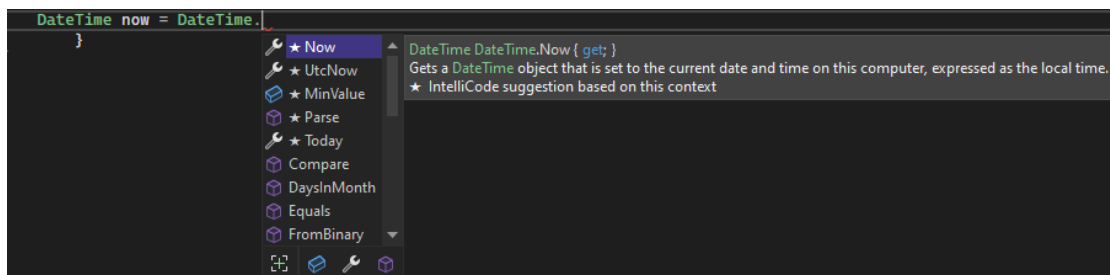 DateTime now = DateTime.
}
★ Now
★ UtcNow
★ MinValue
★ Parse
★ Today
Compare
DaysInMonth
Equals
FromBinary
DateTime DateTime.Now { get; }
Gets a DateTime object that is set to the current date and time on this computer, expressed as the local time.
★ IntelliCode suggestion based on this context